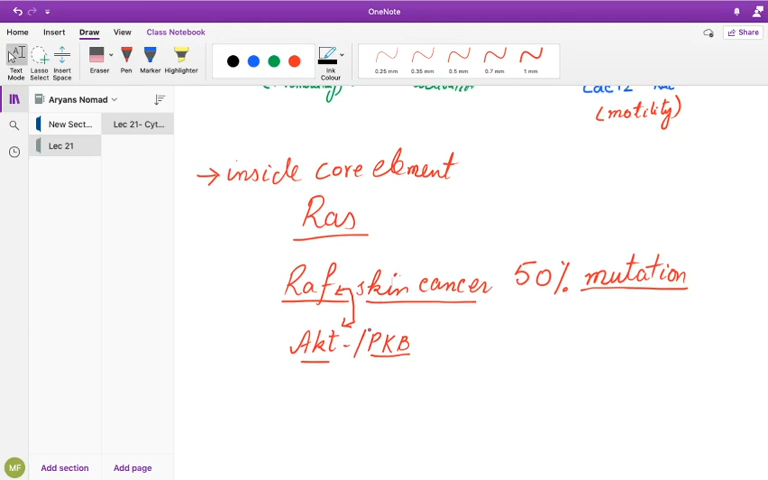 OneNote
Home Insert Draw View Class Notebook
Share
Text Mode
Lasso Select
Insert Space
Eraser
Pen
Marker
Highlighter
Ink Colour
0.25 mm 0.35 mm 0.5 mm 0.7 mm 1 mm
Aryans Nomad
New Sect...
Lec 21- Cyt...
Lec 21
(motility)
→ inside core element
Ras
Raf skin cancer 50% mutation
Akt-/PKB
MF
Add section
Add page